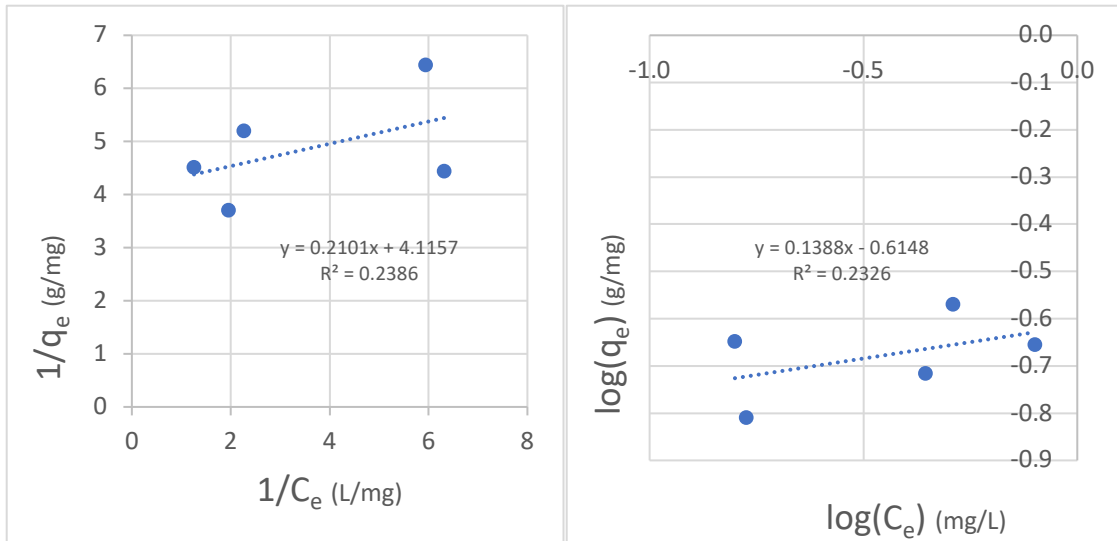 7
6
5
4
3
2
1
0
0 2 4 6 8
y = 0.2101x + 4.1157
R² = 0.2386
1/qₑ (g/mg)
1/Cₑ (L/mg)
-1.0 -0.5 0.0
0.0
-0.1
-0.2
-0.3
-0.4
-0.5
-0.6
-0.7
-0.8
-0.9
y = 0.1388x - 0.6148
R² = 0.2326
log(qₑ) (g/mg)
log(Cₑ) (mg/L)